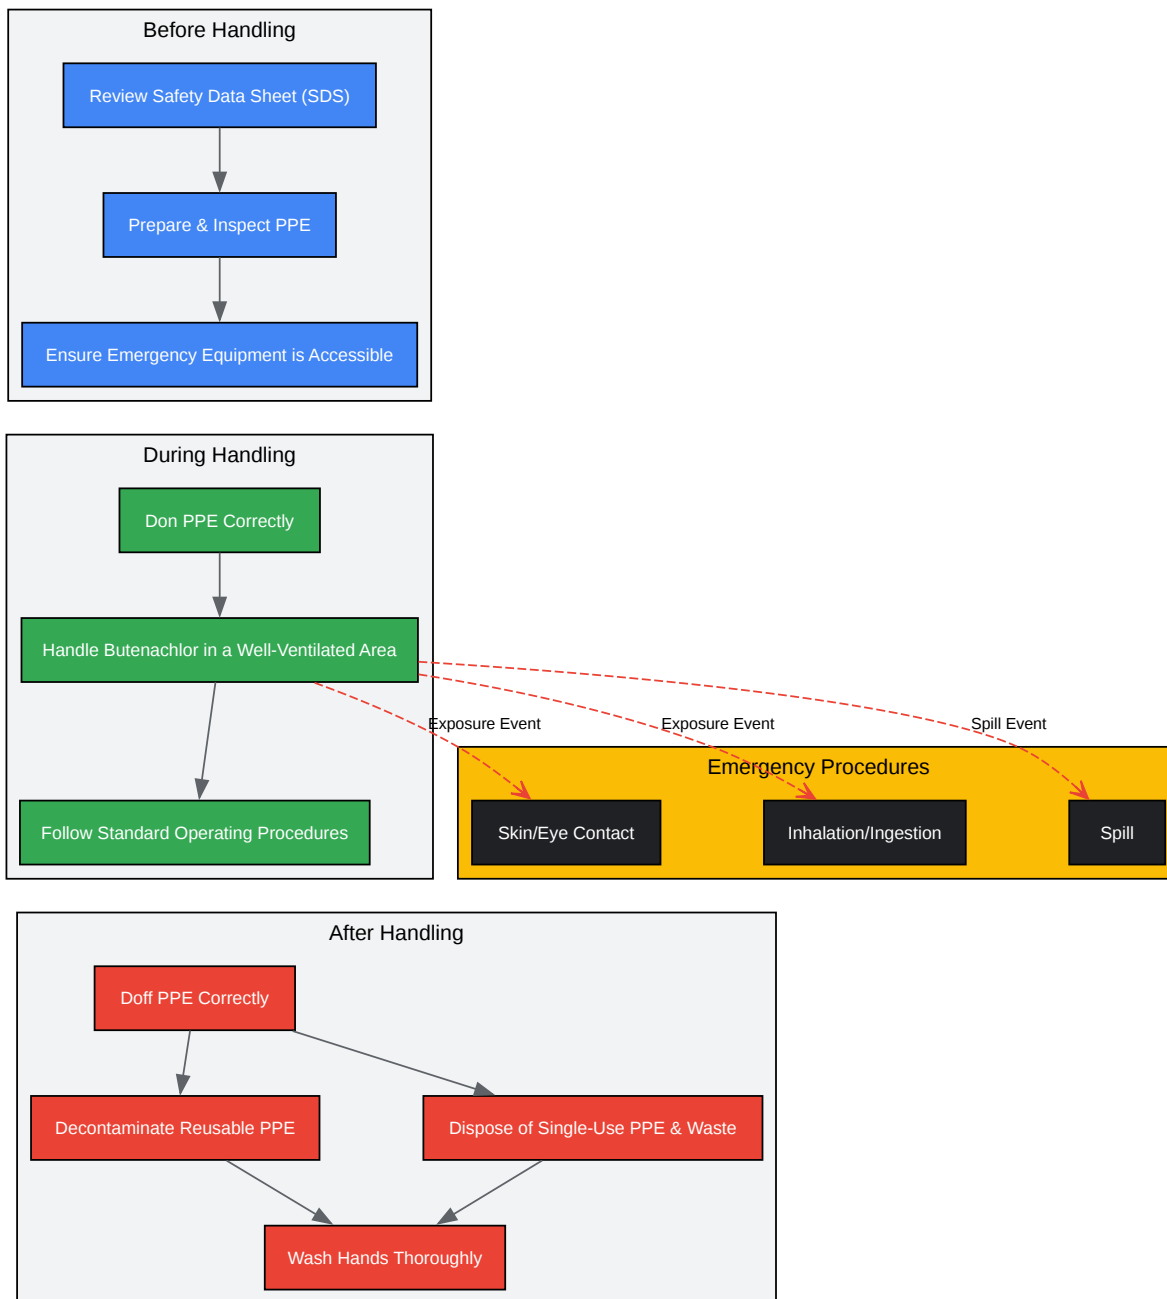 Before Handling
Review Safety Data Sheet (SDS)
Prepare & Inspect PPE
Ensure Emergency Equipment is Accessible
During Handling
Don PPE Correctly
Handle Butenachlor in a Well-Ventilated Area
Exposure Event
Exposure Event
Spill Event
Emergency Procedures
Follow Standard Operating Procedures
Skin/Eye Contact
Inhalation/Ingestion
Spill
After Handling
Doff PPE Correctly
Decontaminate Reusable PPE
Dispose of Single-Use PPE & Waste
Wash Hands Thoroughly